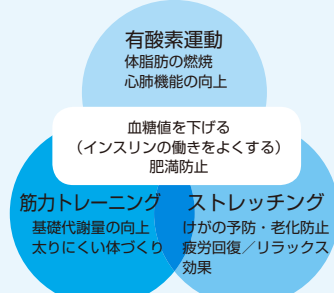 有酸素運動
体脂肪の燃焼
心肺機能の向上
血糖値を下げる
（インスリンの働きをよくする）
肥満防止
筋力トレーニング
基礎代謝量の向上
太りにくい体づくり
ストレッチング
けがの予防・老化防止
疲労回復／リラックス
効果